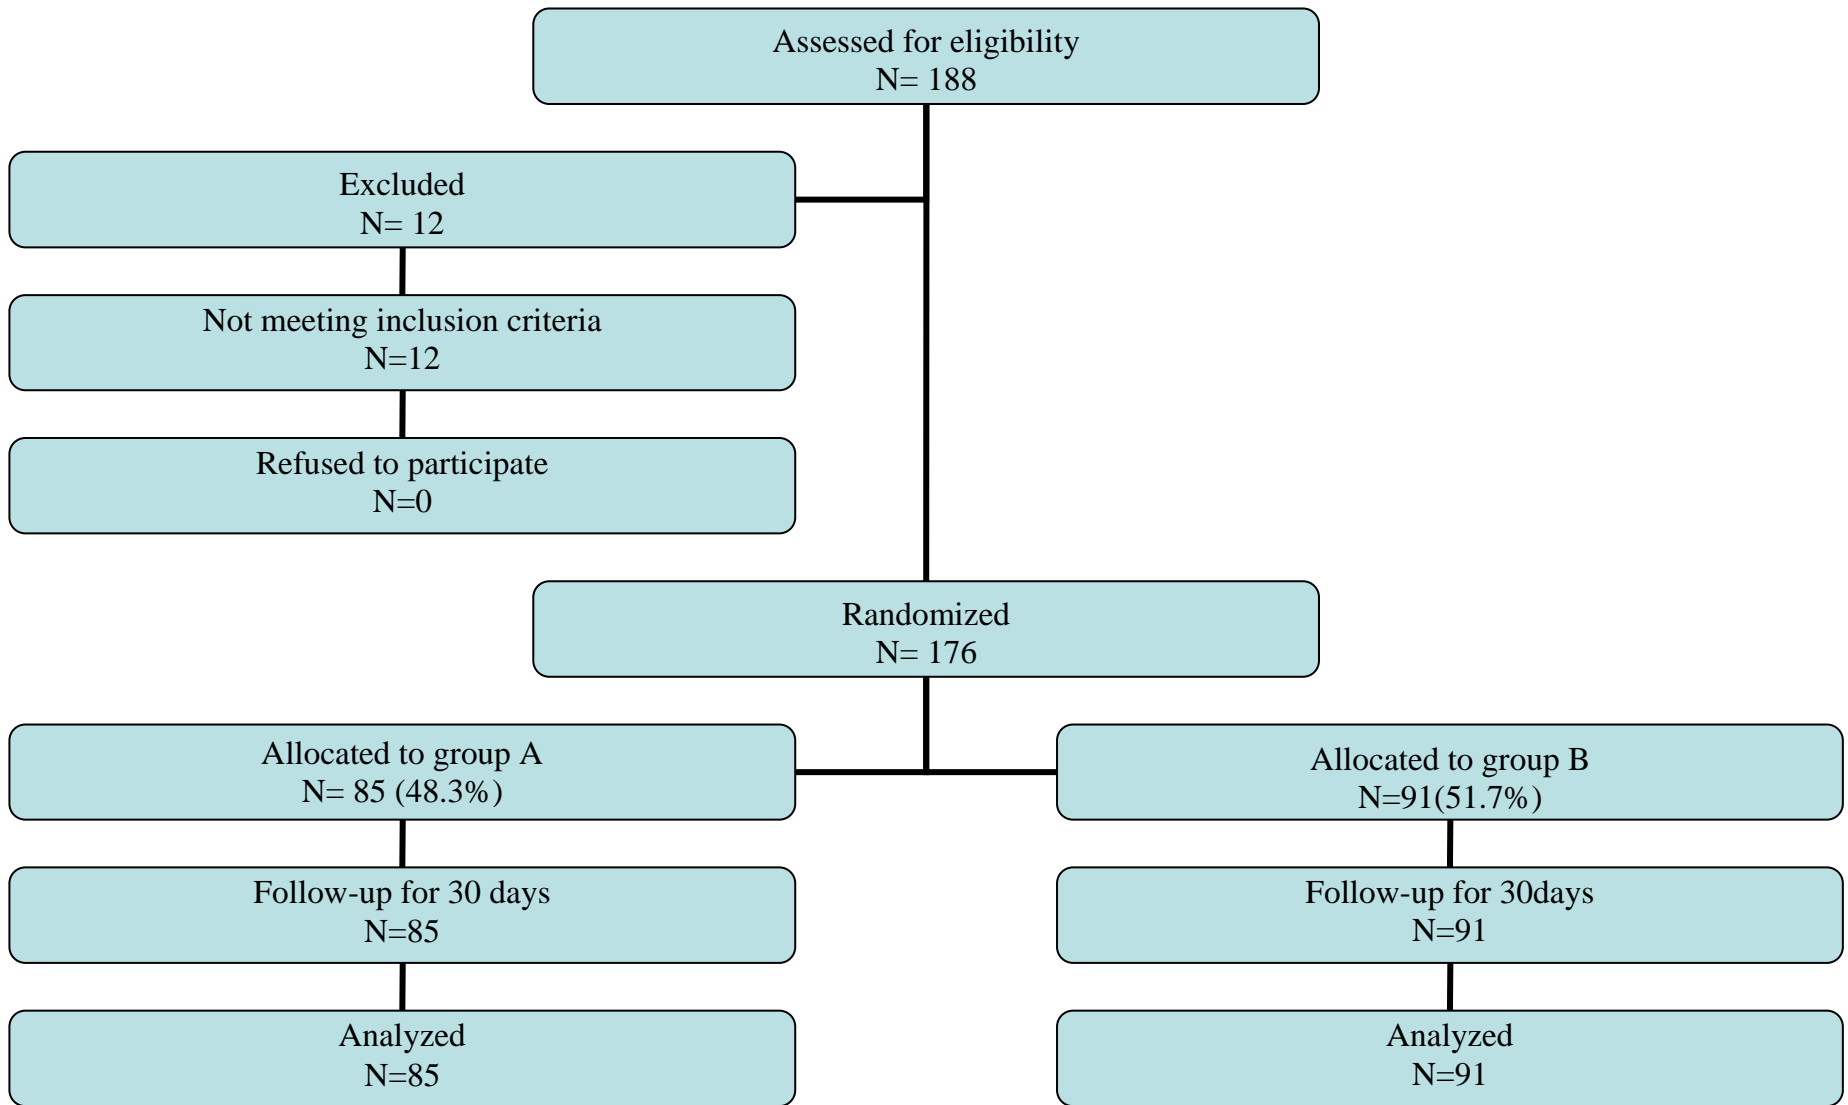 Assessed for eligibility
N= 188
Excluded
N= 12
Not meeting inclusion criteria
N=12
Refused to participate
N=0
Randomized
N= 176
Allocated to group A
N= 85 (48.3%)
Allocated to group B
N=91(51.7%)
Follow-up for 30 days
N=85
Follow-up for 30days
N=91
Analyzed
N=85
Analyzed
N=91